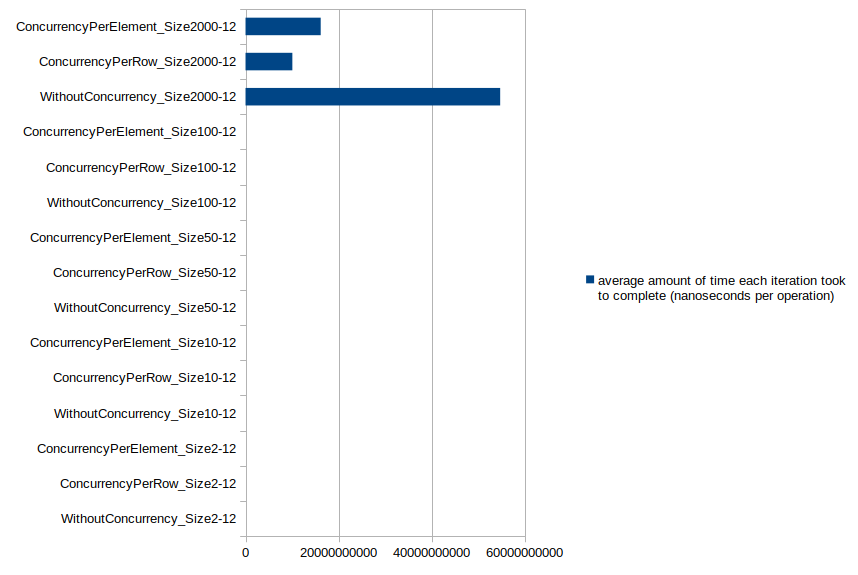 ConcurrencyPerElement_Size2000-12
ConcurrencyPerRow_Size2000-12
WithoutConcurrency_Size2000-12
ConcurrencyPerElement_Size100-12
ConcurrencyPerRow_Size100-12
WithoutConcurrency_Size100-12
ConcurrencyPerElement_Size50-12
ConcurrencyPerRow_Size50-12
WithoutConcurrency_Size50-12
ConcurrencyPerElement_Size10-12
ConcurrencyPerRow_Size10-12
WithoutConcurrency_Size10-12
ConcurrencyPerElement_Size2-12
ConcurrencyPerRow_Size2-12
WithoutConcurrency_Size2-12
0 20000000000 40000000000 60000000000
average amount of time each iteration took
to complete (nanoseconds per operation)